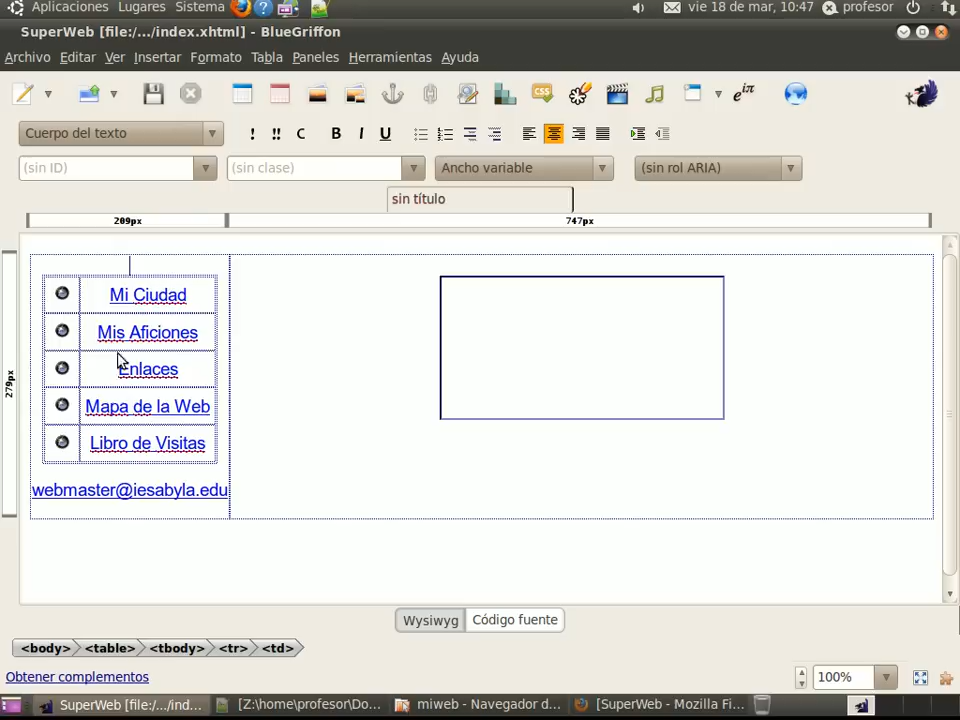 Aplicaciones Lugares Sistema vie 18 de mar, 10:47 profesor
SuperWeb [file:/.../index.xhtml] - BlueGriffon
Archivo Editar Ver Insertar Formato Tabla Paneles Herramientas Ayuda
CSS
Cuerpo del texto ! !! C B I U
(sin ID) (sin clase) Ancho variable (sin rol ARIA)
sin título
209px 747px
279px
Mi Ciudad
Mis Aficiones
Enlaces
Mapa de la Web
Libro de Visitas
webmaster@iesabyla.edu
Wysiwyg Código fuente
<body> <table> <tbody> <tr> <td>
Obtener complementos 100%
SuperWeb [file:/.../ind... [Z:\home\profesor\Do... miweb - Navegador d... [SuperWeb - Mozilla Fi...